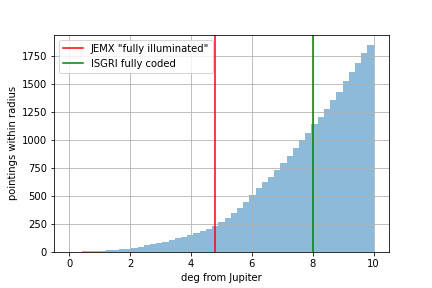 JEMX "fully illuminated"
ISGRI fully coded
1750
1500
1250
1000
750
500
250
0
pointings within radius
0 2 4 6 8 10
deg from Jupiter